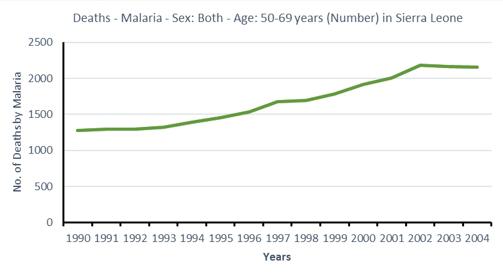 Deaths - Malaria - Sex: Both - Age: 50-69 years (Number) in Sierra Leone
2500
2000
1500
1000
500
0
No. of Deaths by Malaria
1990 1991 1992 1993 1994 1995 1996 1997 1998 1999 2000 2001 2002 2003 2004
Years